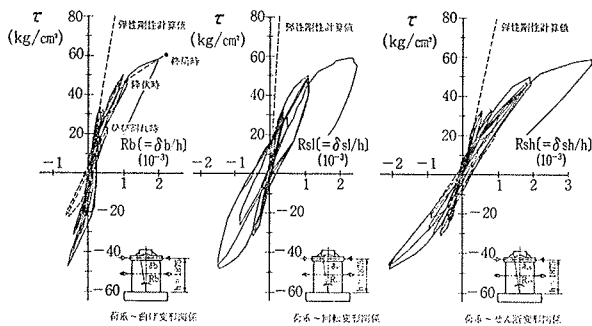 τ
(kg/cm²)
弾性剛性計算値
80
60
終局時
降伏時
40
ひび割れ時
20
Rb(=δb/h)
(10⁻³)
-1
1
2
-20
-40
-60
荷重~曲げ変形関係
τ
(kg/cm²)
弾性剛性計算値
80
60
40
20
Rsl(=δsl/h)
(10⁻³)
-2
-1
1
2
-20
-40
-60
荷重~回転変形関係
τ
(kg/cm²)
弾性剛性計算値
80
60
40
20
Rsh(=δsh/h)
(10⁻³)
-2
-1
1
2
3
-20
-40
-60
荷重~せん断変形関係